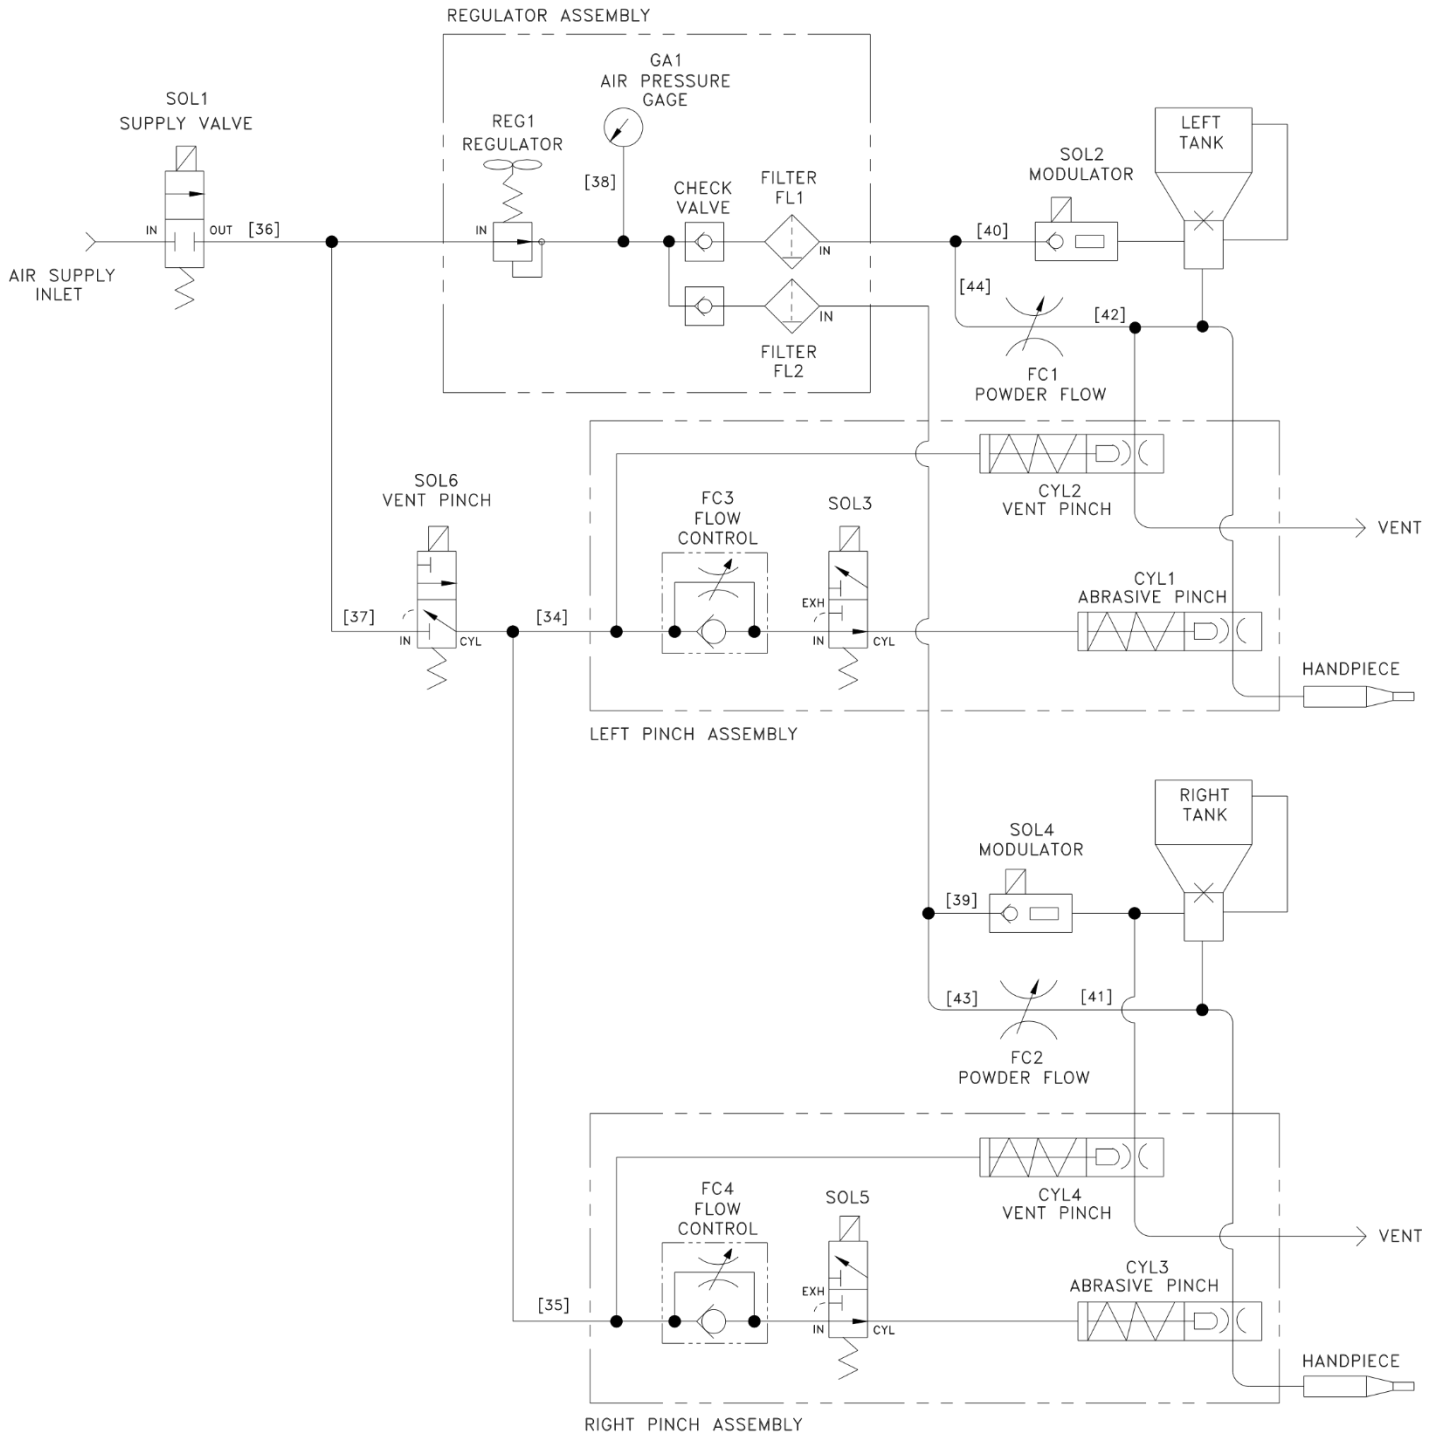 REGULATOR ASSEMBLY
GA1
AIR PRESSURE
GAGE
SOL1
SUPPLY VALVE
REG1
REGULATOR
LEFT
TANK
SOL2
MODULATOR
[38]
CHECK
VALVE
FILTER
FL1
IN
OUT
[36]
IN
IN
[40]
AIR SUPPLY
INLET
[44]
[42]
IN
FILTER
FL2
FC1
POWDER FLOW
SOL6
VENT PINCH
FC3
FLOW
CONTROL
SOL3
CYL2
VENT PINCH
VENT
CYL1
ABRASIVE PINCH
EXH
[37]
IN
CYL
[34]
IN
CYL
HANDPIECE
LEFT PINCH ASSEMBLY
RIGHT
TANK
SOL4
MODULATOR
[39]
[43]
[41]
FC2
POWDER FLOW
FC4
FLOW
CONTROL
SOL5
CYL4
VENT PINCH
VENT
CYL3
ABRASIVE PINCH
EXH
[35]
IN
CYL
HANDPIECE
RIGHT PINCH ASSEMBLY